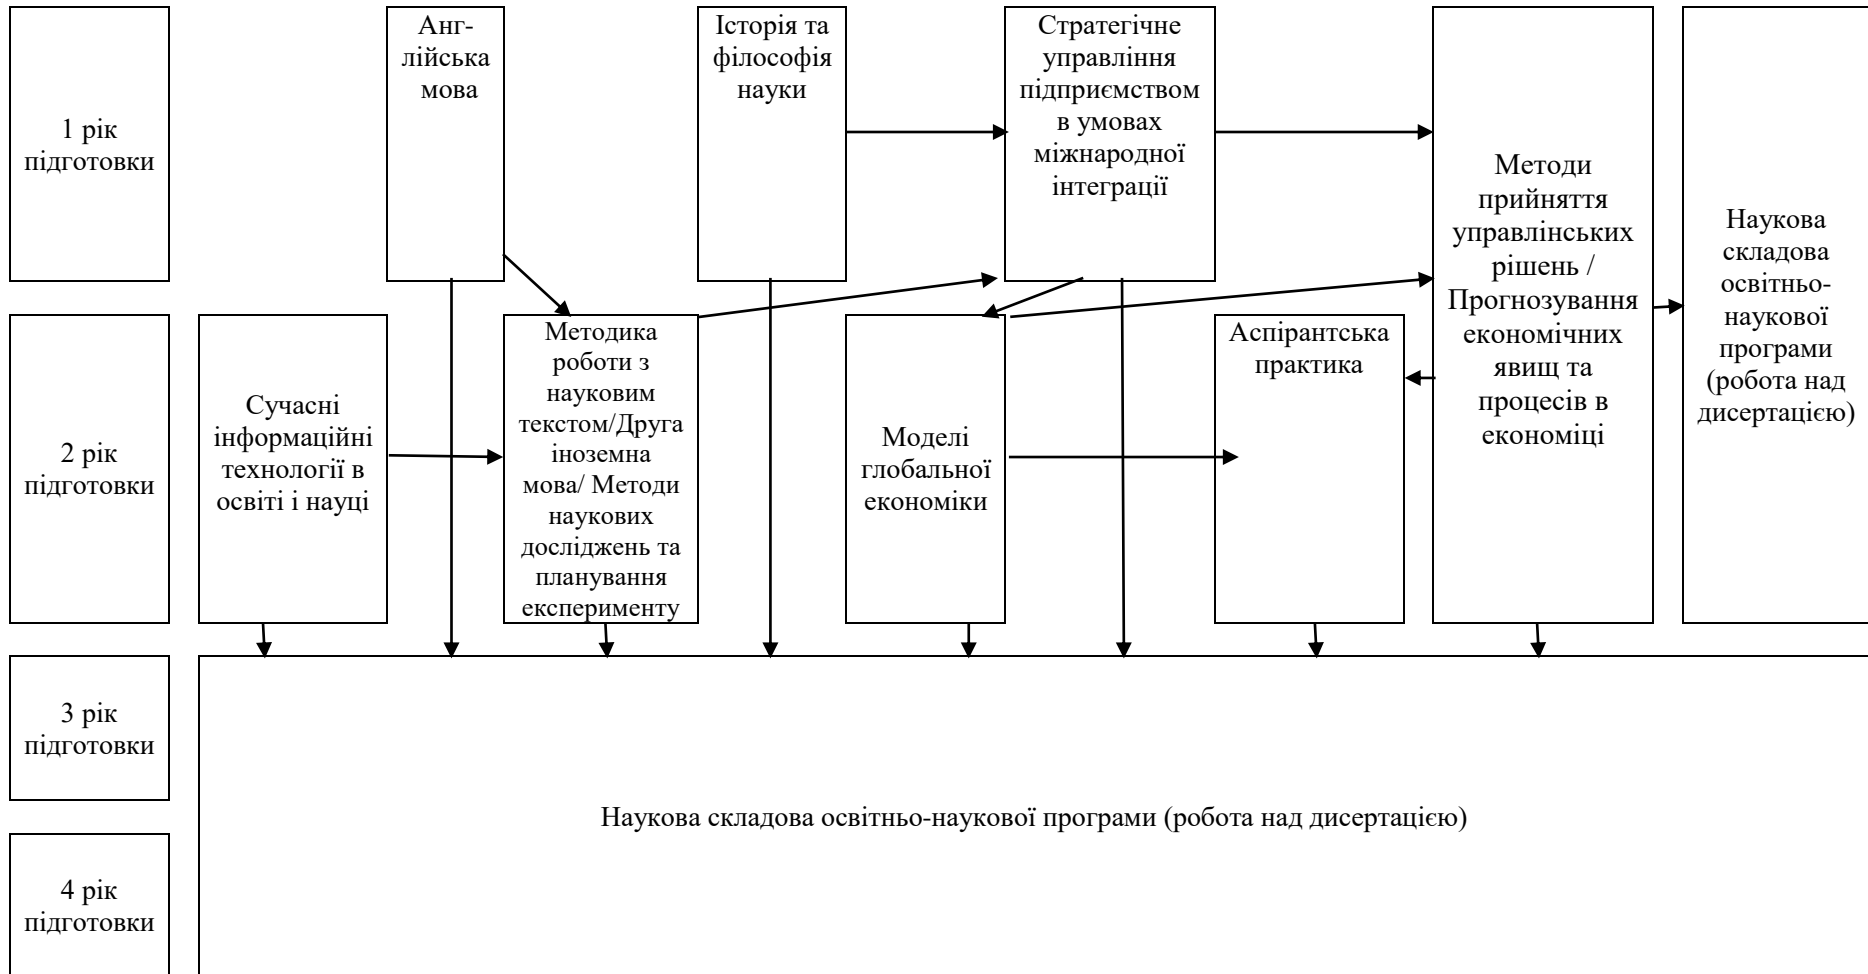 1 рік
підготовки
Анг-
лійська
мова
Історія та
філософія
науки
Стратегічне
управління
підприємством
в умовах
міжнародної
інтеграції
Методи
прийняття
управлінських
рішень /
Прогнозування
економічних
явищ та
процесів в
економіці
Наукова
складова
освітньо-
наукової
програми
(робота над
дисертацією)
2 рік
підготовки
Сучасні
інформаційні
технології в
освіті і науці
Методика
роботи з
науковим
текстом/Друга
іноземна
мова/ Методи
наукових
досліджень та
планування
експерименту
Моделі
глобальної
економіки
Аспірантська
практика
3 рік
підготовки
Наукова складова освітньо-наукової програми (робота над дисертацією)
4 рік
підготовки